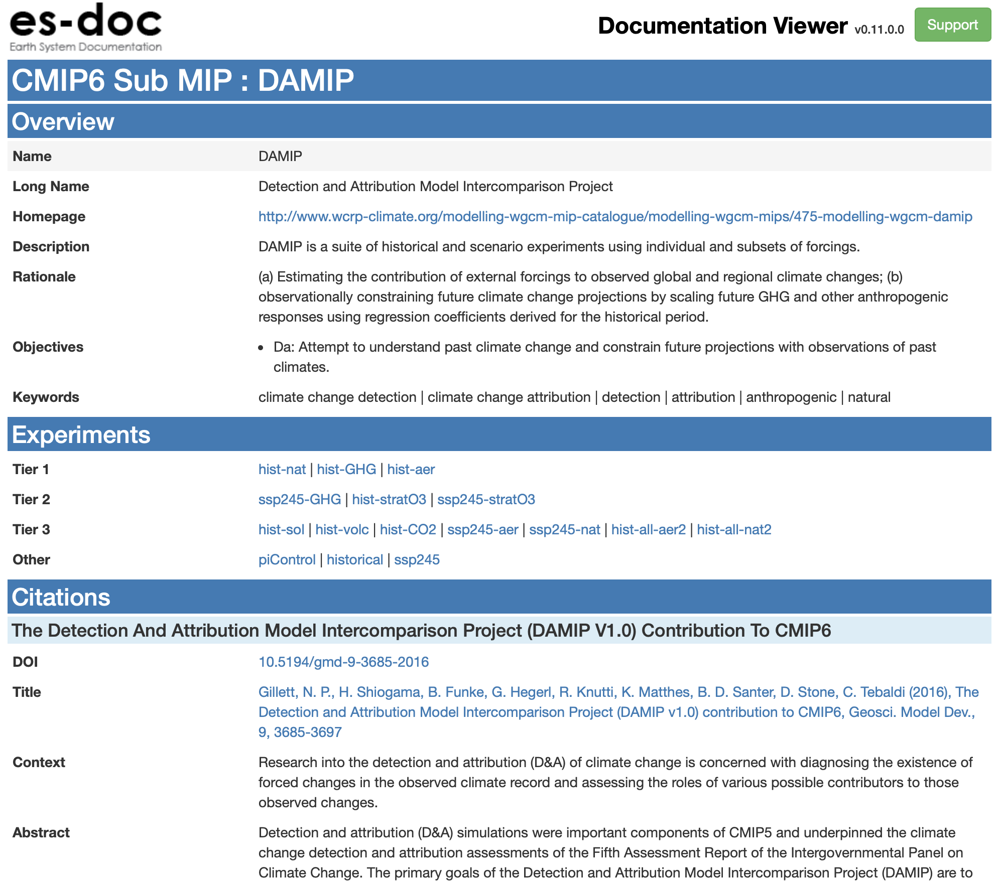 es-doc
Earth System Documentation
Documentation Viewer v0.11.0.0
Support
CMIP6 Sub MIP : DAMIP
Overview
Name DAMIP
Long Name Detection and Attribution Model Intercomparison Project
Homepage http://www.wcrp-climate.org/modelling-wgcm-mip-catalogue/modelling-wgcm-mips/475-modelling-wgcm-damip
Description DAMIP is a suite of historical and scenario experiments using individual and subsets of forcings.
Rationale (a) Estimating the contribution of external forcings to observed global and regional climate changes; (b)
observationally constraining future climate change projections by scaling future GHG and other anthropogenic
responses using regression coefficients derived for the historical period.
Objectives • Da: Attempt to understand past climate change and constrain future projections with observations of past
climates.
Keywords climate change detection | climate change attribution | detection | attribution | anthropogenic | natural
Experiments
Tier 1 hist-nat | hist-GHG | hist-aer
Tier 2 ssp245-GHG | hist-stratO3 | ssp245-stratO3
Tier 3 hist-sol | hist-volc | hist-CO2 | ssp245-aer | ssp245-nat | hist-all-aer2 | hist-all-nat2
Other piControl | historical | ssp245
Citations
The Detection And Attribution Model Intercomparison Project (DAMIP V1.0) Contribution To CMIP6
DOI 10.5194/gmd-9-3685-2016
Title Gillett, N. P., H. Shiogama, B. Funke, G. Hegerl, R. Knutti, K. Matthes, B. D. Santer, D. Stone, C. Tebaldi (2016), The
Detection and Attribution Model Intercomparison Project (DAMIP v1.0) contribution to CMIP6, Geosci. Model Dev.,
9, 3685-3697
Context Research into the detection and attribution (D&A) of climate change is concerned with diagnosing the existence of
forced changes in the observed climate record and assessing the roles of various possible contributors to those
observed changes.
Abstract Detection and attribution (D&A) simulations were important components of CMIP5 and underpinned the climate
change detection and attribution assessments of the Fifth Assessment Report of the Intergovernmental Panel on
Climate Change. The primary goals of the Detection and Attribution Model Intercomparison Project (DAMIP) are to